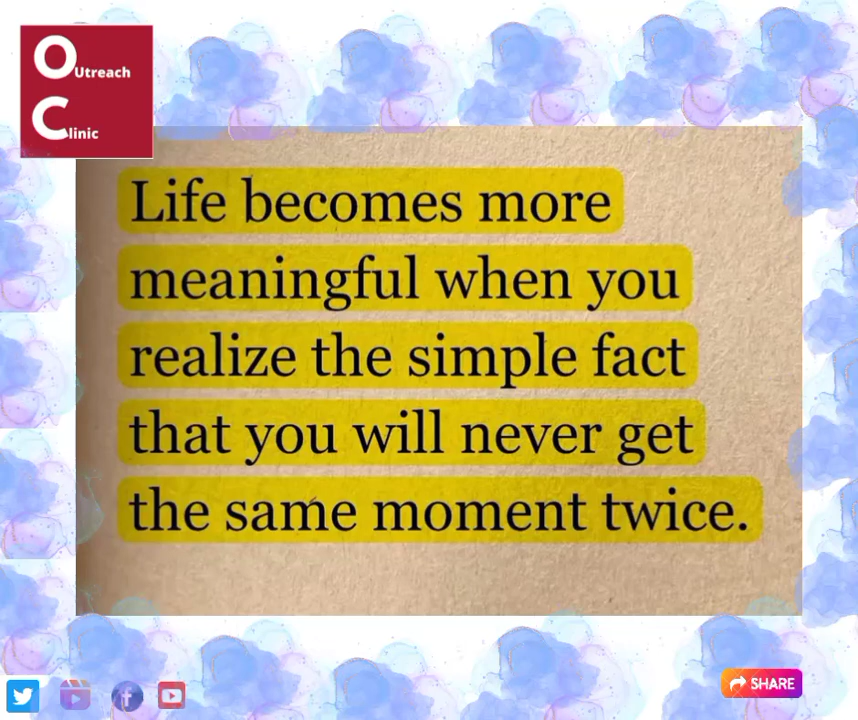 OUtreach
Clinic
Life becomes more
meaningful when you
realize the simple fact
that you will never get
the same moment twice.
SHARE